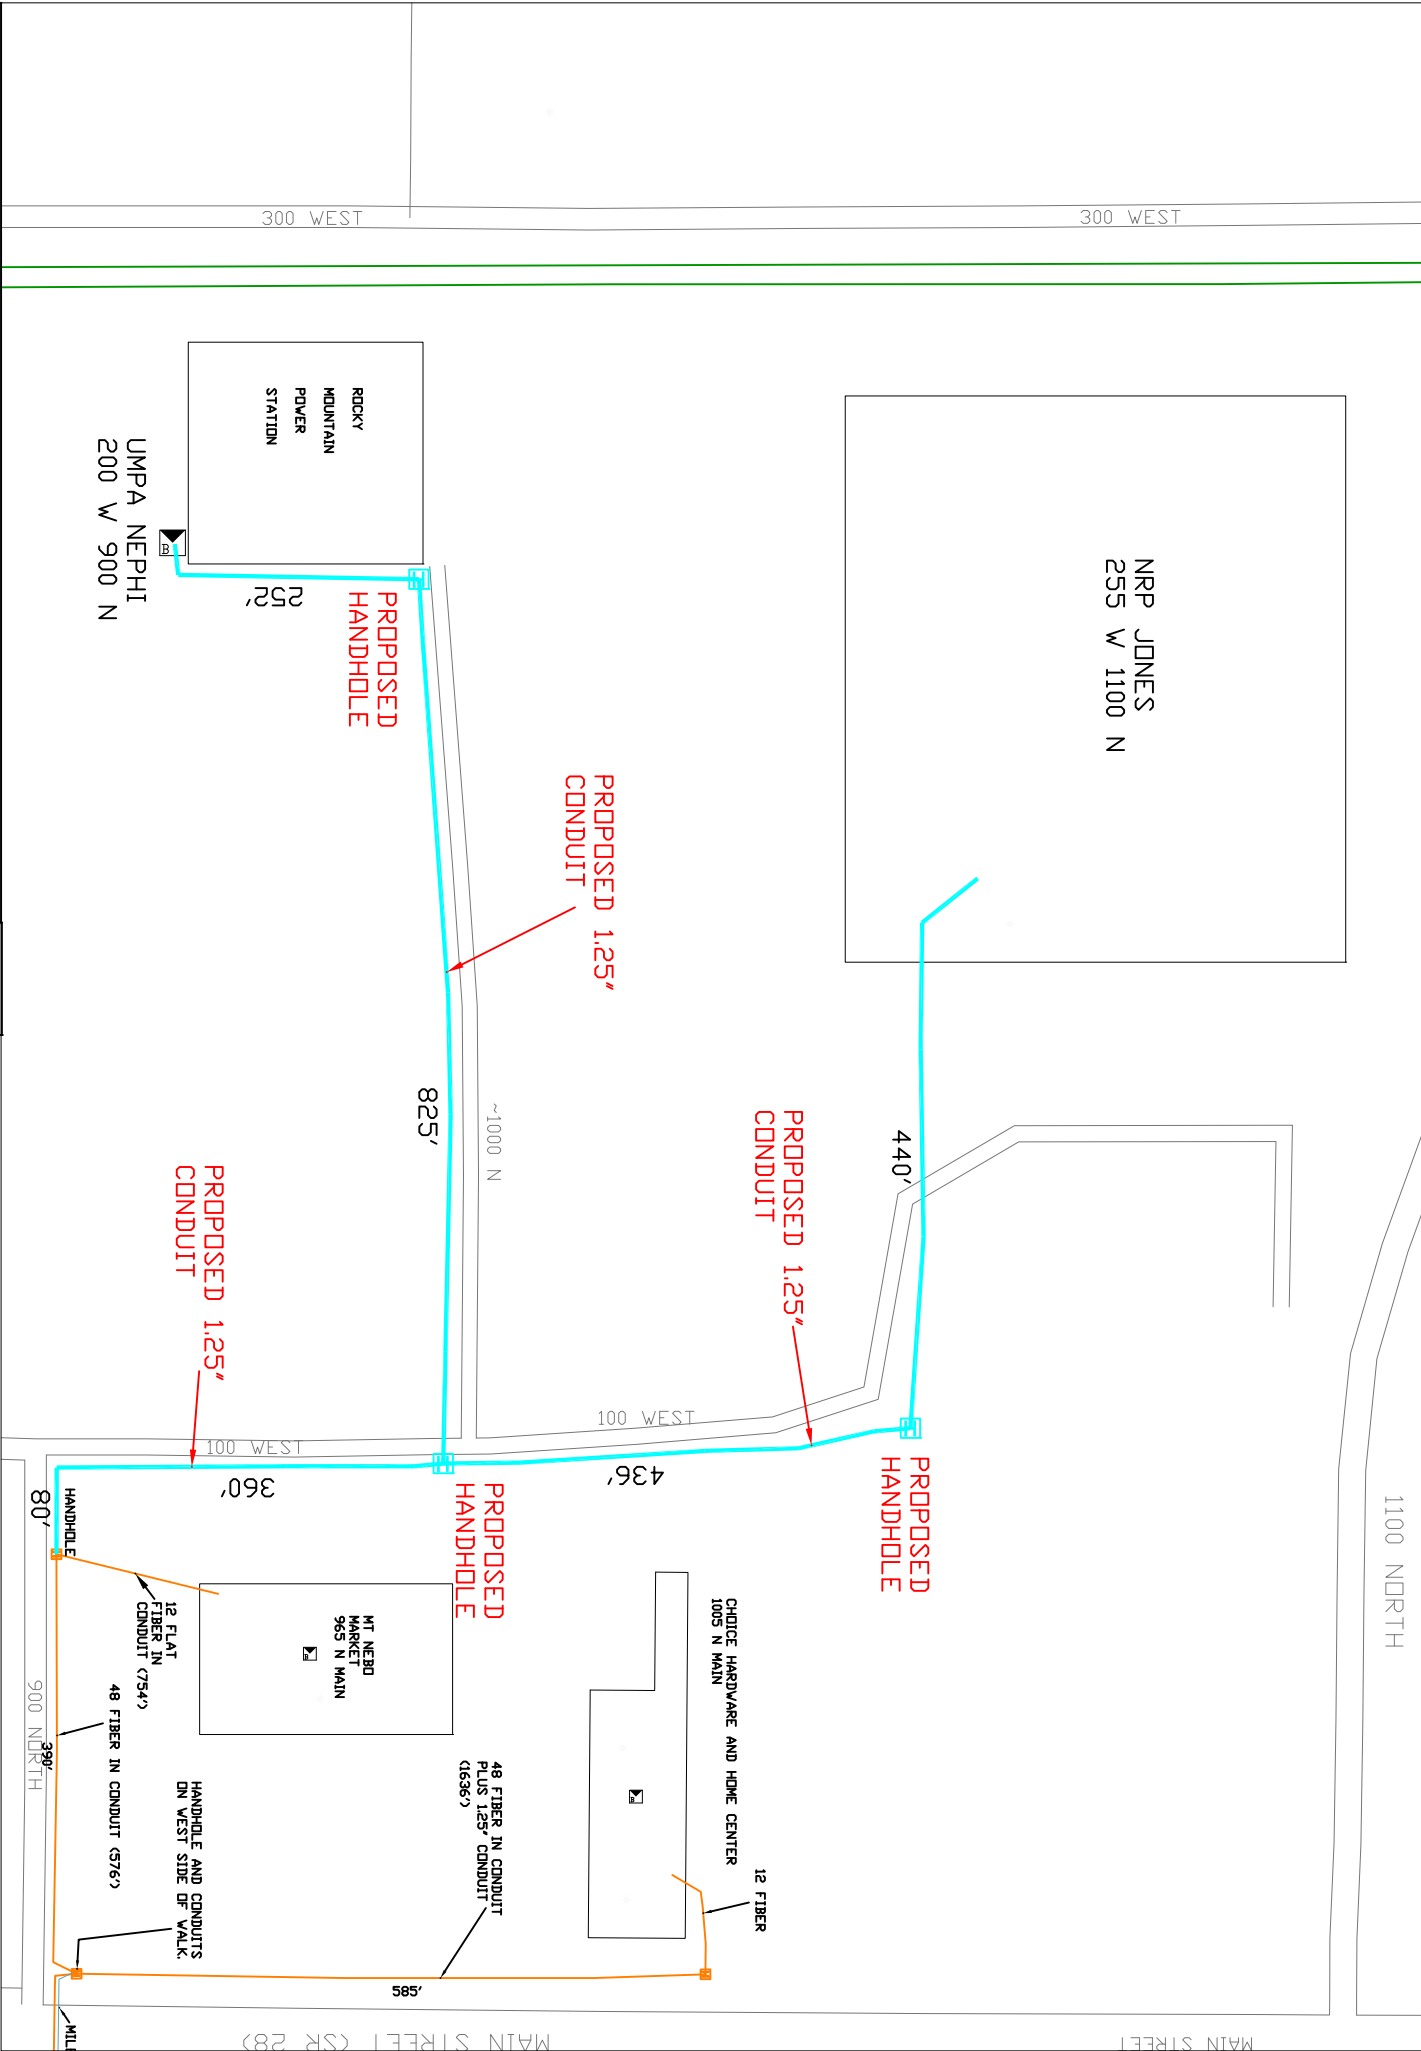 300 WEST
300 WEST
ROCKY
MOUNTAIN
POWER
STATION
UMPA NEPHI
200 W 900 N
B
252'
PROPOSED
HANDHOLE
NRP JONES
255 W 1100 N
PROPOSED 1.25"
CONDUIT
825'
~1000 N
PROPOSED 1.25"
CONDUIT
440'
PROPOSED 1.25"
CONDUIT
100 WEST
100 WEST
360'
436'
PROPOSED
HANDHOLE
PROPOSED
HANDHOLE
80'
HANDHOLE
1100 NORTH
12 FLAT
FIBER IN
CONDUIT (754')
MT NEBO
MARKET
965 N MAIN
B
CHOICE HARDWARE AND HOME CENTER
1005 N MAIN
B
12 FIBER
48 FIBER IN CONDUIT (576')
390'
900 NORTH
48 FIBER IN CONDUIT
PLUS 1.25" CONDUIT
(1636')
HANDHOLE AND CONDUITS
ON WEST SIDE OF WALK.
585'
MAIN STREET (SR 28)
MAIN STREET